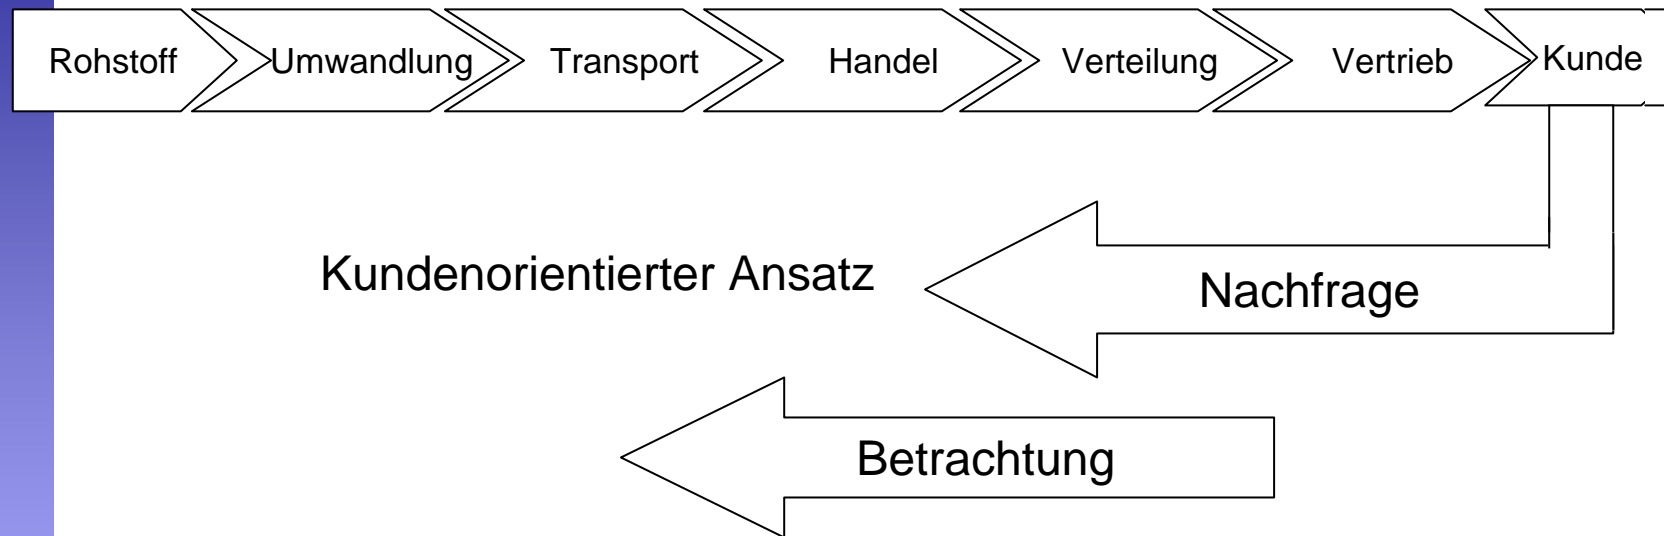 Rohstoff Umwandlung Transport Handel Verteilung Vertrieb Kunde
Kundenorientierter Ansatz
Nachfrage
Betrachtung